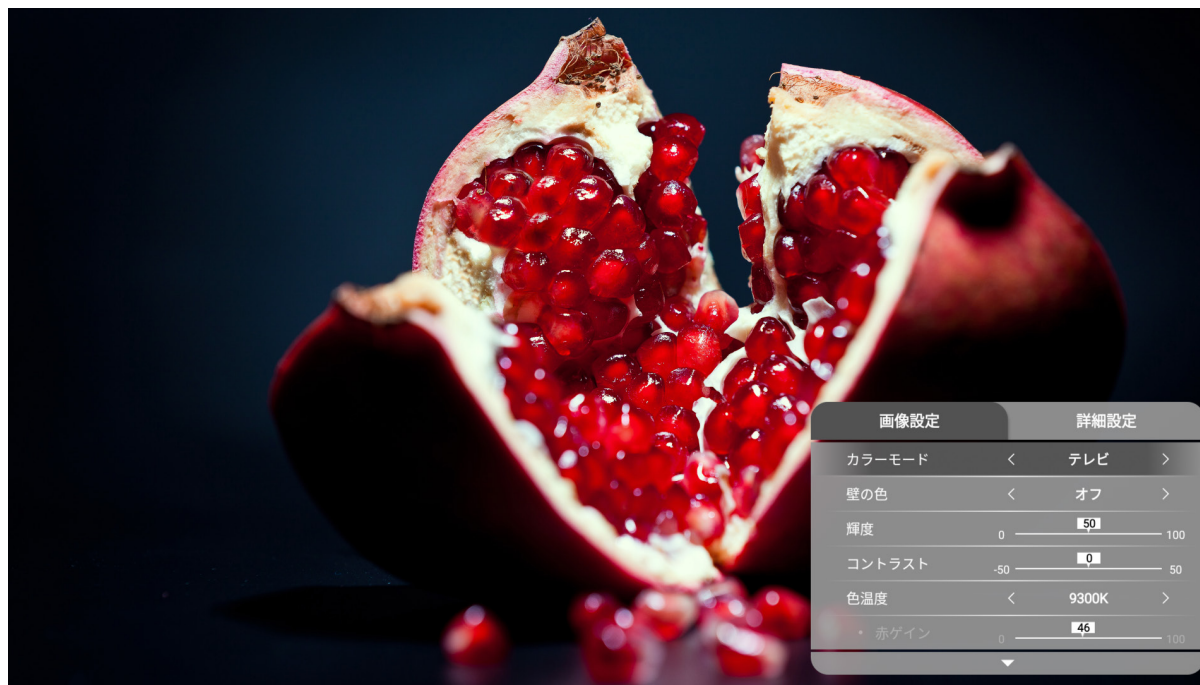 画像設定 詳細設定
カラーモード < テレビ >
壁の色 < オフ >
輝度 0 50 100
コントラスト -50 0 50
色温度 < 9300K >
• 赤ゲイン 0 46 100